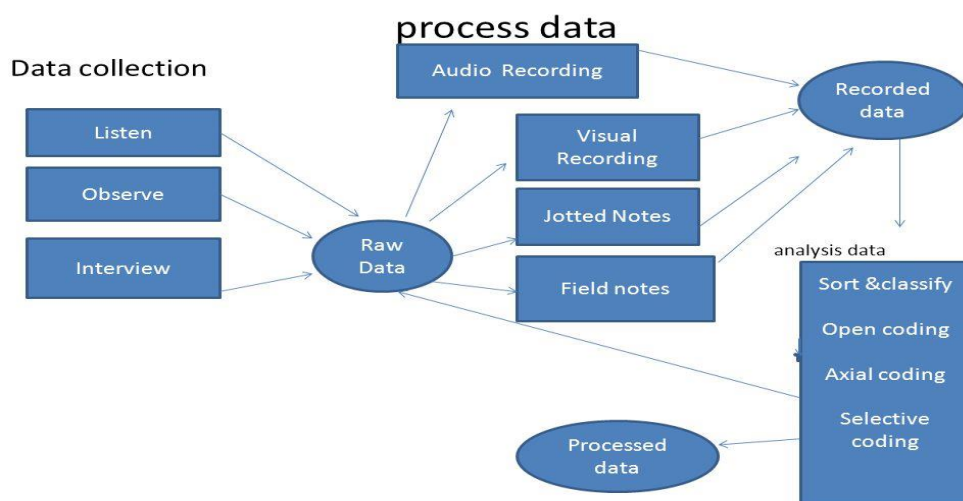 process data
Data collection
Audio Recording
Recorded
data
Listen
Visual
Recording
Observe
Jotted Notes
Raw
Data
Interview
Field notes
analysis data
Sort &classify
Open coding
Axial coding
Selective
coding
Processed
data